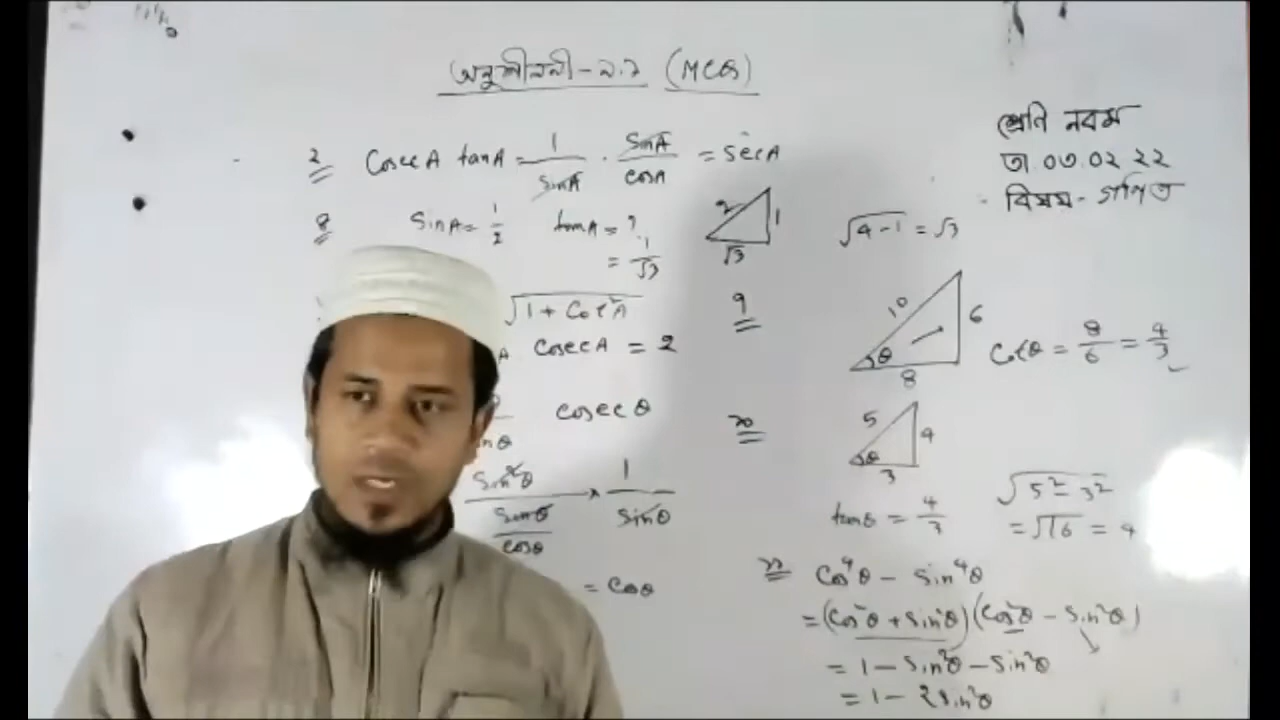 অনুশীলনী - ৯.১ (MCQ)
শ্রেণি নবম
তা ০৩.০২.২২
বিষয় - গণিত
২ cosecA tanA = 1/sinA · sinA/cosA = secA
৪ sinA = 1/2 tanA = ?
= 1/√3
2 1 √3
√4-1 = √3
√1 + cot²A
A cosecA = 2
৭ 10 6 θ 8
cotθ = 8/6 = 4/3
cosecθ
nθ
১০ 5 4 θ 3
sin²θ / sinθ/cosθ × 1/sinθ
= cosθ
tanθ = 4/3
√5² - 3²
= √16 = 4
১১ cos⁴θ - sin⁴θ
= (cos²θ + sin²θ)(cos²θ - sin²θ)
= 1 - sin²θ - sin²θ
= 1 - 2sin²θ